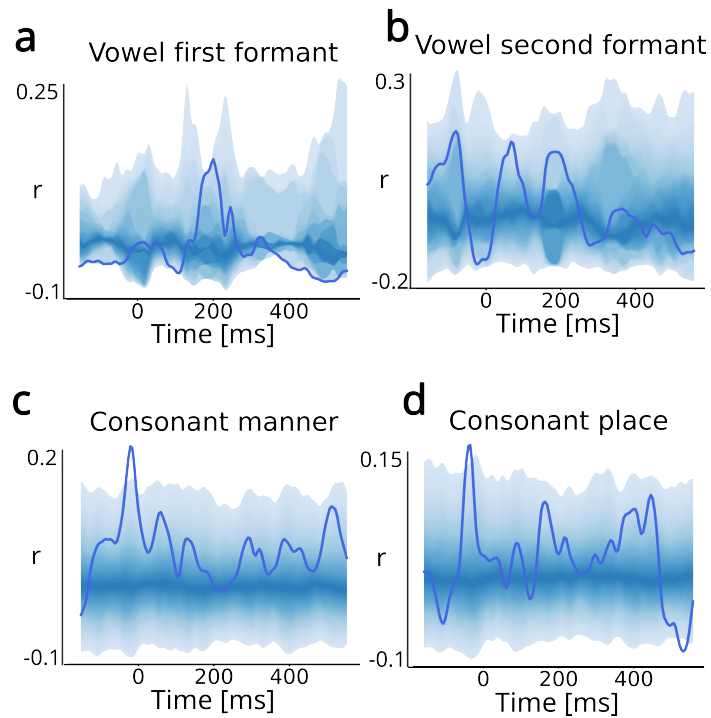 a
Vowel first formant
0.25
r
-0.1
0 200 400
Time [ms]
b
Vowel second formant
0.3
r
-0.2
0 200 400
Time [ms]
c
Consonant manner
0.2
r
-0.1
0 200 400
Time [ms]
d
Consonant place
0.15
r
-0.1
0 200 400
Time [ms]